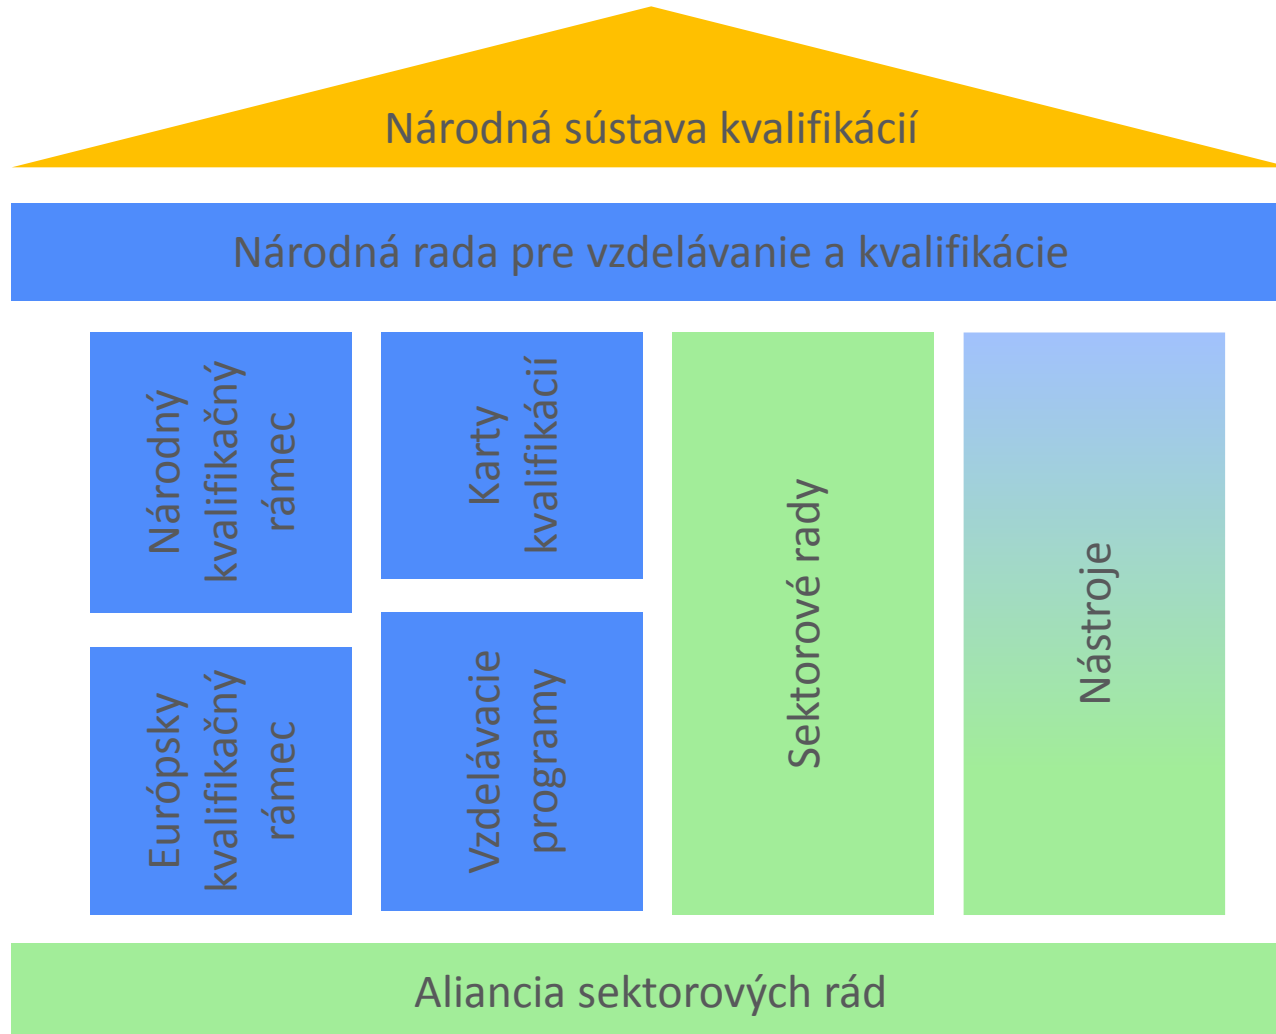 Národná sústava kvalifikácií
Národná rada pre vzdelávanie a kvalifikácie
Národný
kvalifikačný
rámec
Európsky
kvalifikačný
rámec
Karty
kvalifikácií
Vzdelávacie
programy
Sektorové rady
Nástroje
Aliancia sektorových rád